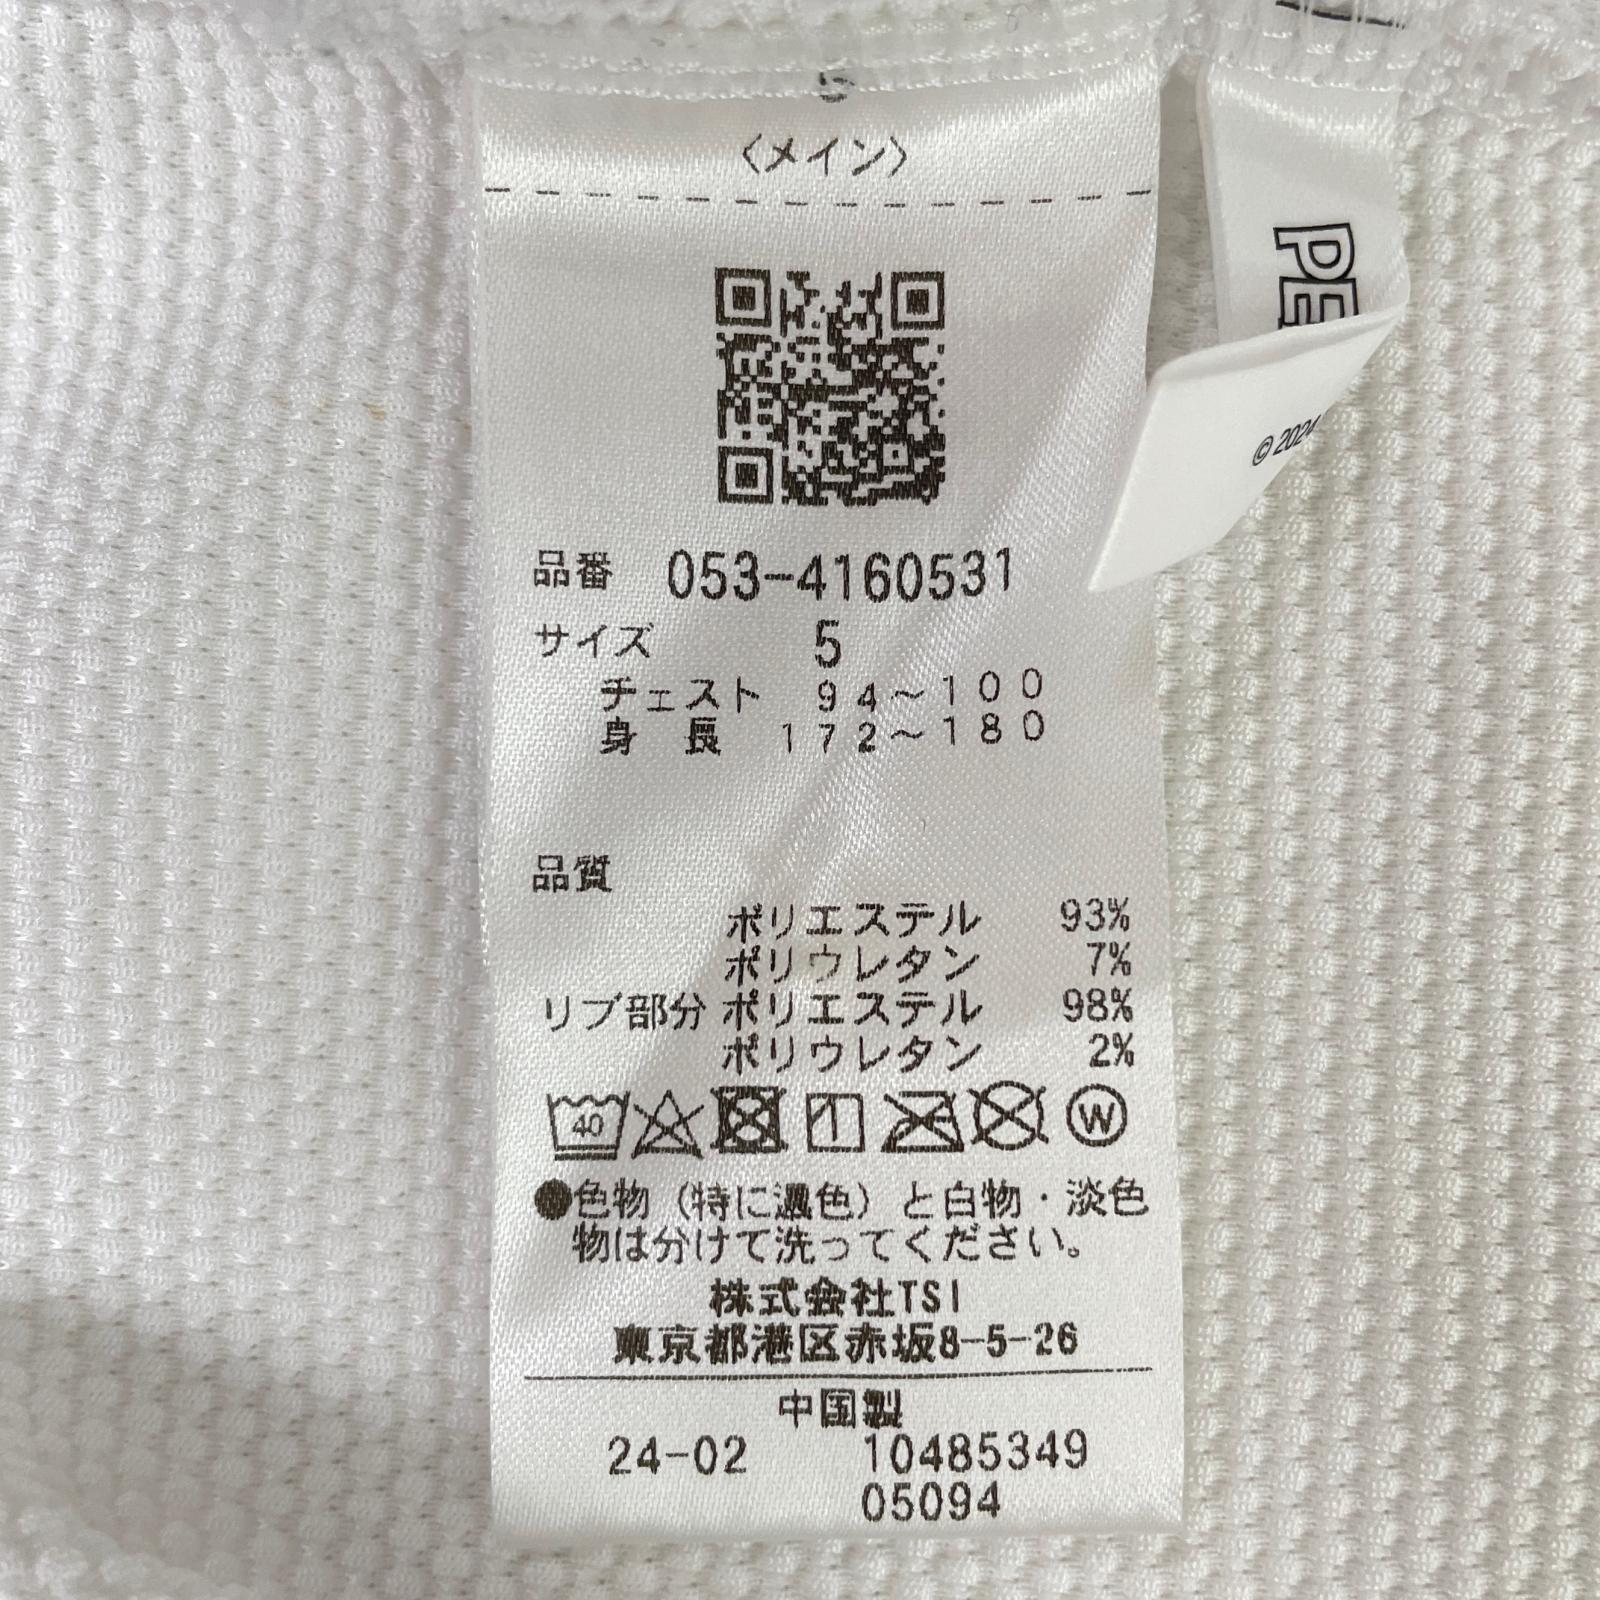 5
〈メイン〉
品番 053-4160531
サイズ 5
チェスト 94〜100
身長 172〜180
品質
ポリエステル 93%
ポリウレタン 7%
リブ部分 ポリエステル 98%
ポリウレタン 2%
40
W
●色物(特に濃色)と白物・淡色
物は分けて洗ってください。
株式会社TSI
東京都港区赤坂8-5-26
中国製
24-02 10485349
05094
PE
© 2024